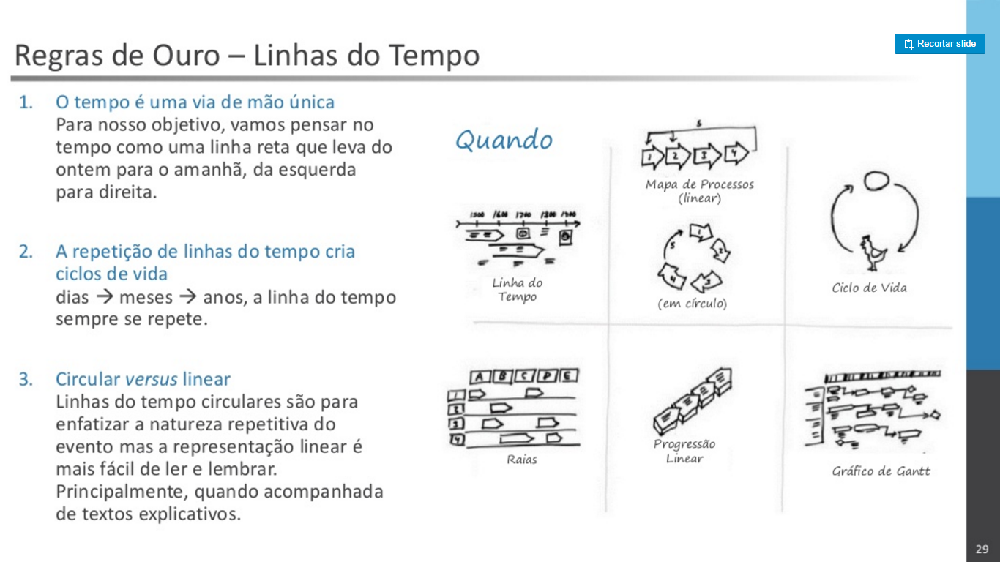 Regras de Ouro – Linhas do Tempo
Recortar slide
1. O tempo é uma via de mão única
Para nosso objetivo, vamos pensar no
tempo como uma linha reta que leva do
ontem para o amanhã, da esquerda
para direita.
2. A repetição de linhas do tempo cria
ciclos de vida
dias → meses → anos, a linha do tempo
sempre se repete.
3. Circular versus linear
Linhas do tempo circulares são para
enfatizar a natureza repetitiva do
evento mas a representação linear é
mais fácil de ler e lembrar.
Principalmente, quando acompanhada
de textos explicativos.
Quando
1500 1600 1700 1800 1900
Linha do
Tempo
5
1 2 3 4
Mapa de Processos
(linear)
1
2
3
4
5
(em círculo)
Ciclo de Vida
A B C D E
1
2
3
4
Raias
Progressão
Linear
Gráfico de Gantt
29